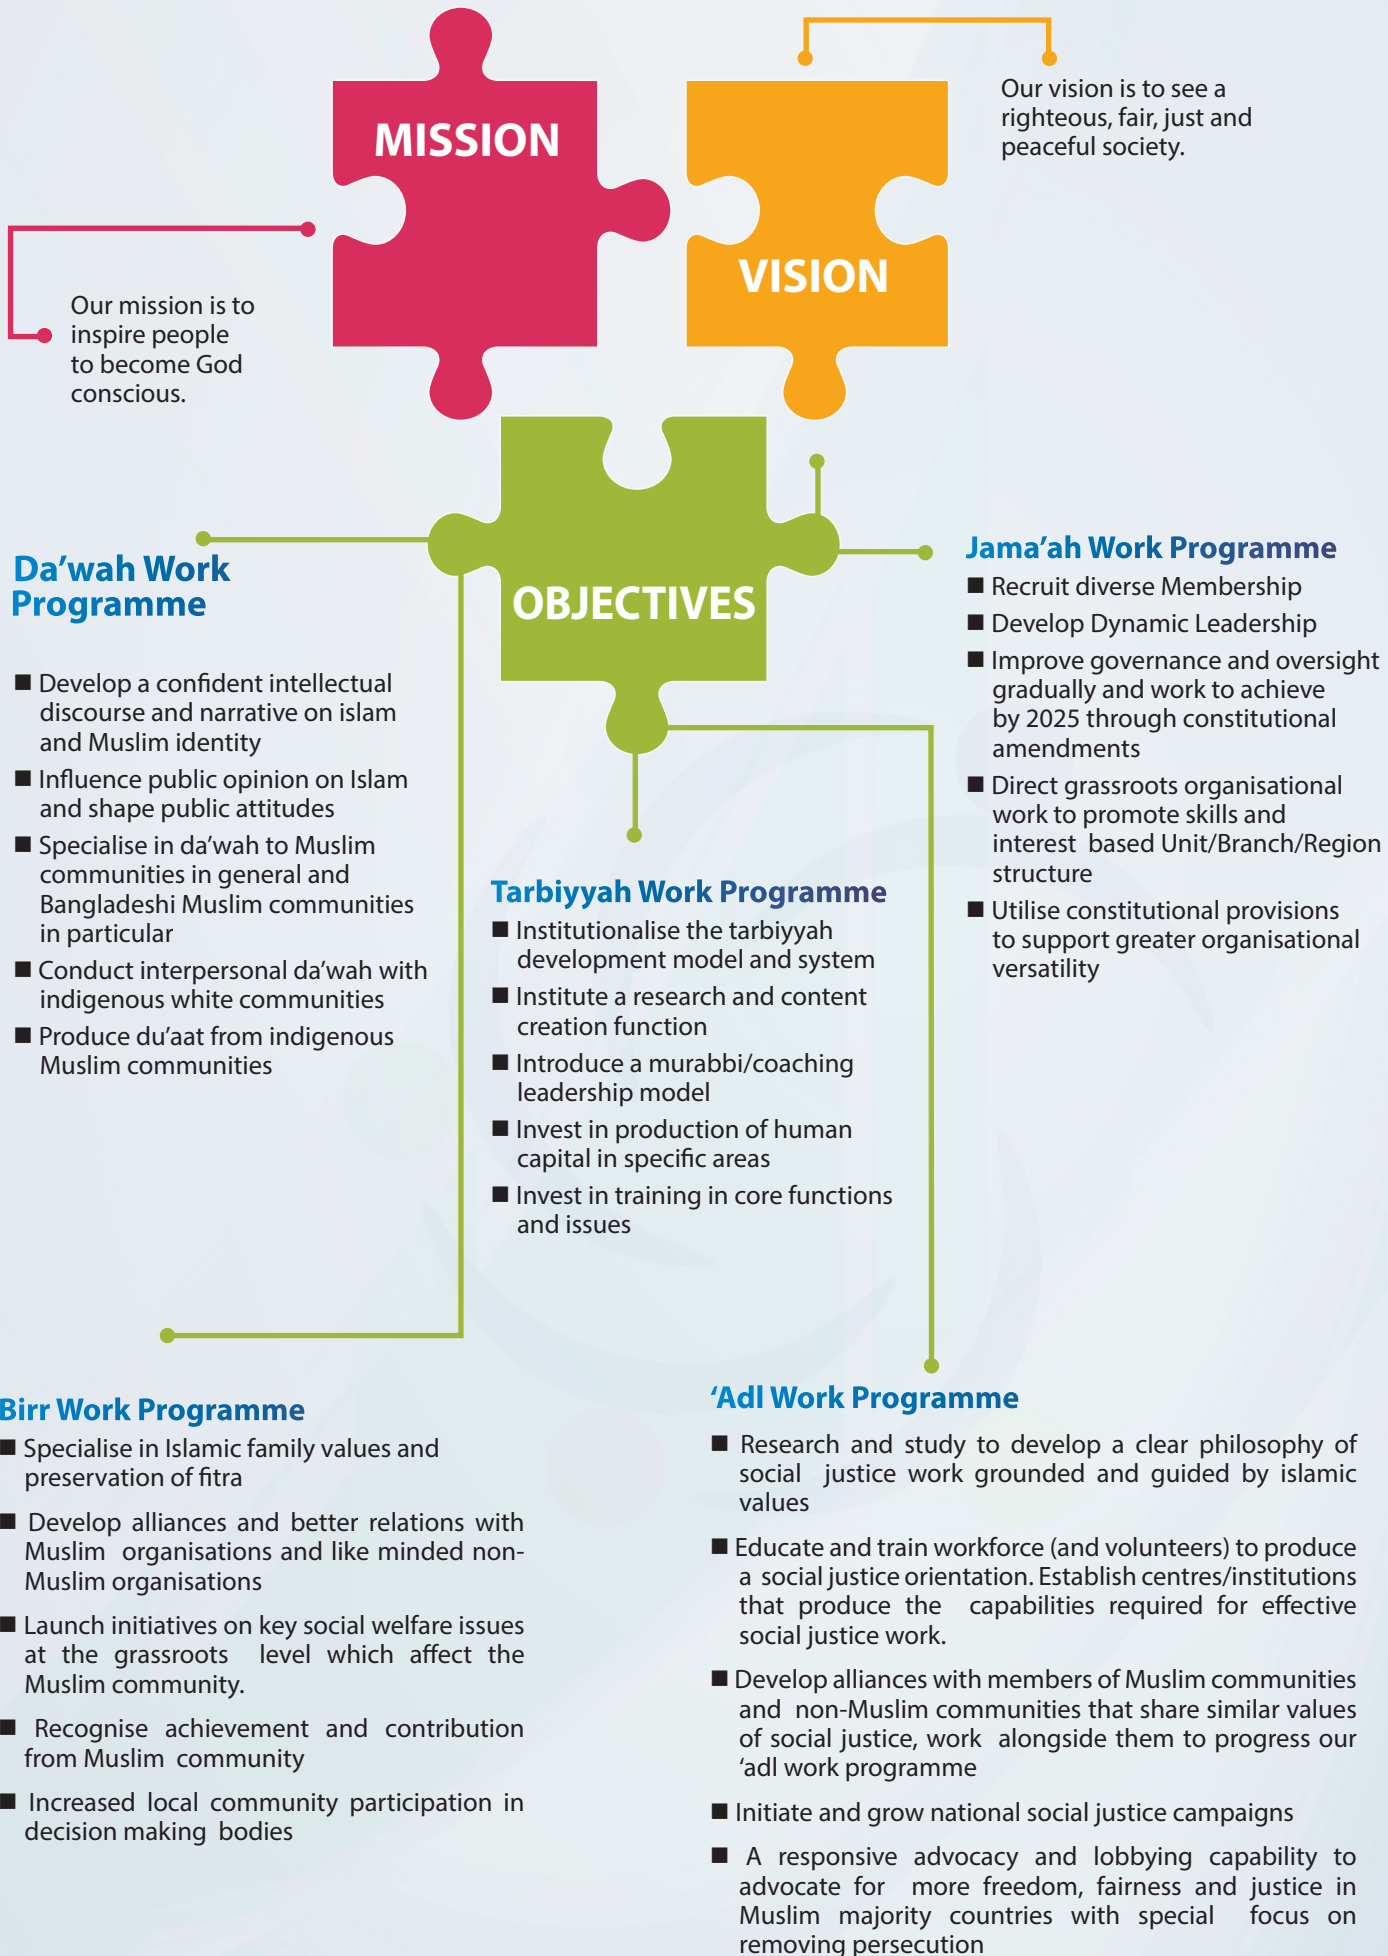 MISSION
Our mission is to
inspire people
to become God
conscious.
VISION
Our vision is to see a
righteous, fair, just and
peaceful society.
OBJECTIVES
Da’wah Work
Programme
■ Develop a confident intellectual
discourse and narrative on islam
and Muslim identity
■ Influence public opinion on Islam
and shape public attitudes
■ Specialise in da’wah to Muslim
communities in general and
Bangladeshi Muslim communities
in particular
■ Conduct interpersonal da’wah with
indigenous white communities
■ Produce du’aat from indigenous
Muslim communities
Tarbiyyah Work Programme
■ Institutionalise the tarbiyyah
development model and system
■ Institute a research and content
creation function
■ Introduce a murabbi/coaching
leadership model
■ Invest in production of human
capital in specific areas
■ Invest in training in core functions
and issues
Jama’ah Work Programme
■ Recruit diverse Membership
■ Develop Dynamic Leadership
■ Improve governance and oversight
gradually and work to achieve
by 2025 through constitutional
amendments
■ Direct grassroots organisational
work to promote skills and
interest based Unit/Branch/Region
structure
■ Utilise constitutional provisions
to support greater organisational
versatility
Birr Work Programme
■ Specialise in Islamic family values and
preservation of fitra
■ Develop alliances and better relations with
Muslim organisations and like minded non-
Muslim organisations
■ Launch initiatives on key social welfare issues
at the grassroots level which affect the
Muslim community.
■ Recognise achievement and contribution
from Muslim community
■ Increased local community participation in
decision making bodies
‘Adl Work Programme
■ Research and study to develop a clear philosophy of
social justice work grounded and guided by islamic
values
■ Educate and train workforce (and volunteers) to produce
a social justice orientation. Establish centres/institutions
that produce the capabilities required for effective
social justice work.
■ Develop alliances with members of Muslim communities
and non-Muslim communities that share similar values
of social justice, work alongside them to progress our
‘adl work programme
■ Initiate and grow national social justice campaigns
■ A responsive advocacy and lobbying capability to
advocate for more freedom, fairness and justice in
Muslim majority countries with special focus on
removing persecution